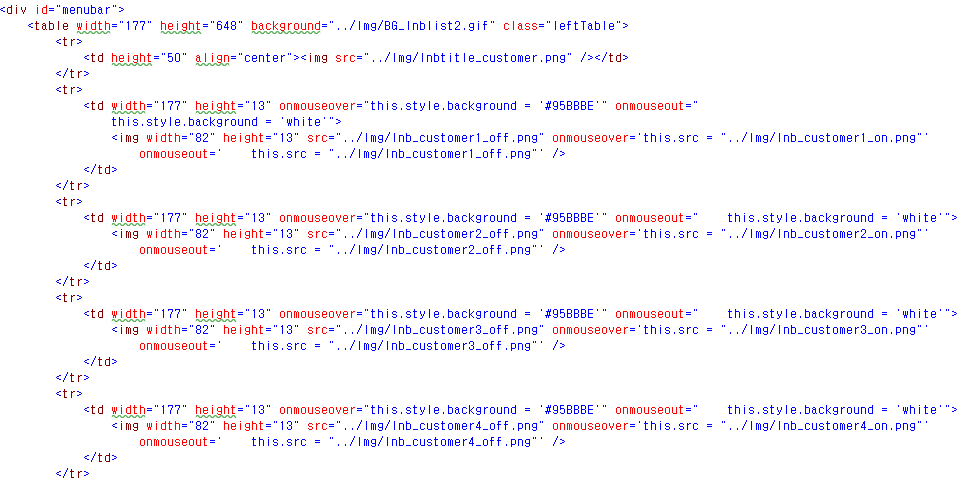 <div id="menubar">
    <table width="177" height="648" background="../Img/BG_lnblist2.gif" class="leftTable">
        <tr>
            <td height="50" align="center"><img src="../Img/lnbtitle_customer.png" /></td>
        </tr>
        <tr>
            <td width="177" height="13" onmouseover="this.style.background = '#95BBBE'" onmouseout="
                this.style.background = 'white'">
                <img width="82" height="13" src="../Img/lnb_customer1_off.png" onmouseover='this.src = "../Img/lnb_customer1_on.png"'
                    onmouseout='    this.src = "../Img/lnb_customer1_off.png"' />
            </td>
        </tr>
        <tr>
            <td width="177" height="13" onmouseover="this.style.background = '#95BBBE'" onmouseout="    this.style.background = 'white'">
                <img width="82" height="13" src="../Img/lnb_customer2_off.png" onmouseover='this.src = "../Img/lnb_customer2_on.png"'
                    onmouseout='    this.src = "../Img/lnb_customer2_off.png"' />
            </td>
        </tr>
        <tr>
            <td width="177" height="13" onmouseover="this.style.background = '#95BBBE'" onmouseout="    this.style.background = 'white'">
                <img width="82" height="13" src="../Img/lnb_customer3_off.png" onmouseover='this.src = "../Img/lnb_customer3_on.png"'
                    onmouseout='    this.src = "../Img/lnb_customer3_off.png"' />
            </td>
        </tr>
        <tr>
            <td width="177" height="13" onmouseover="this.style.background = '#95BBBE'" onmouseout="    this.style.background = 'white'">
                <img width="82" height="13" src="../Img/lnb_customer4_off.png" onmouseover='this.src = "../Img/lnb_customer4_on.png"'
                    onmouseout='    this.src = "../Img/lnb_customer4_off.png"' />
            </td>
        </tr>